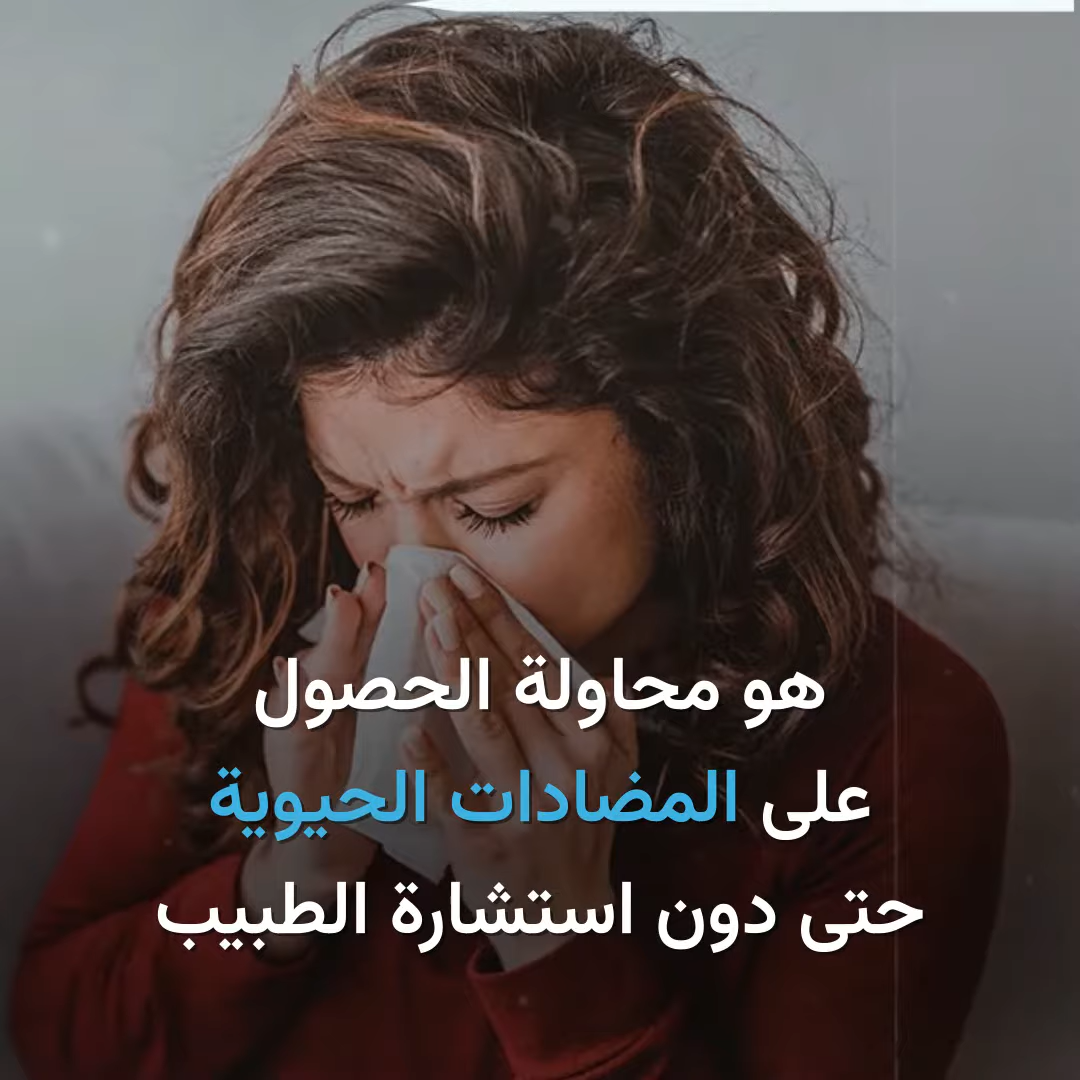 هو محاولة الحصول
على المضادات الحيوية
حتى دون استشارة الطبيب